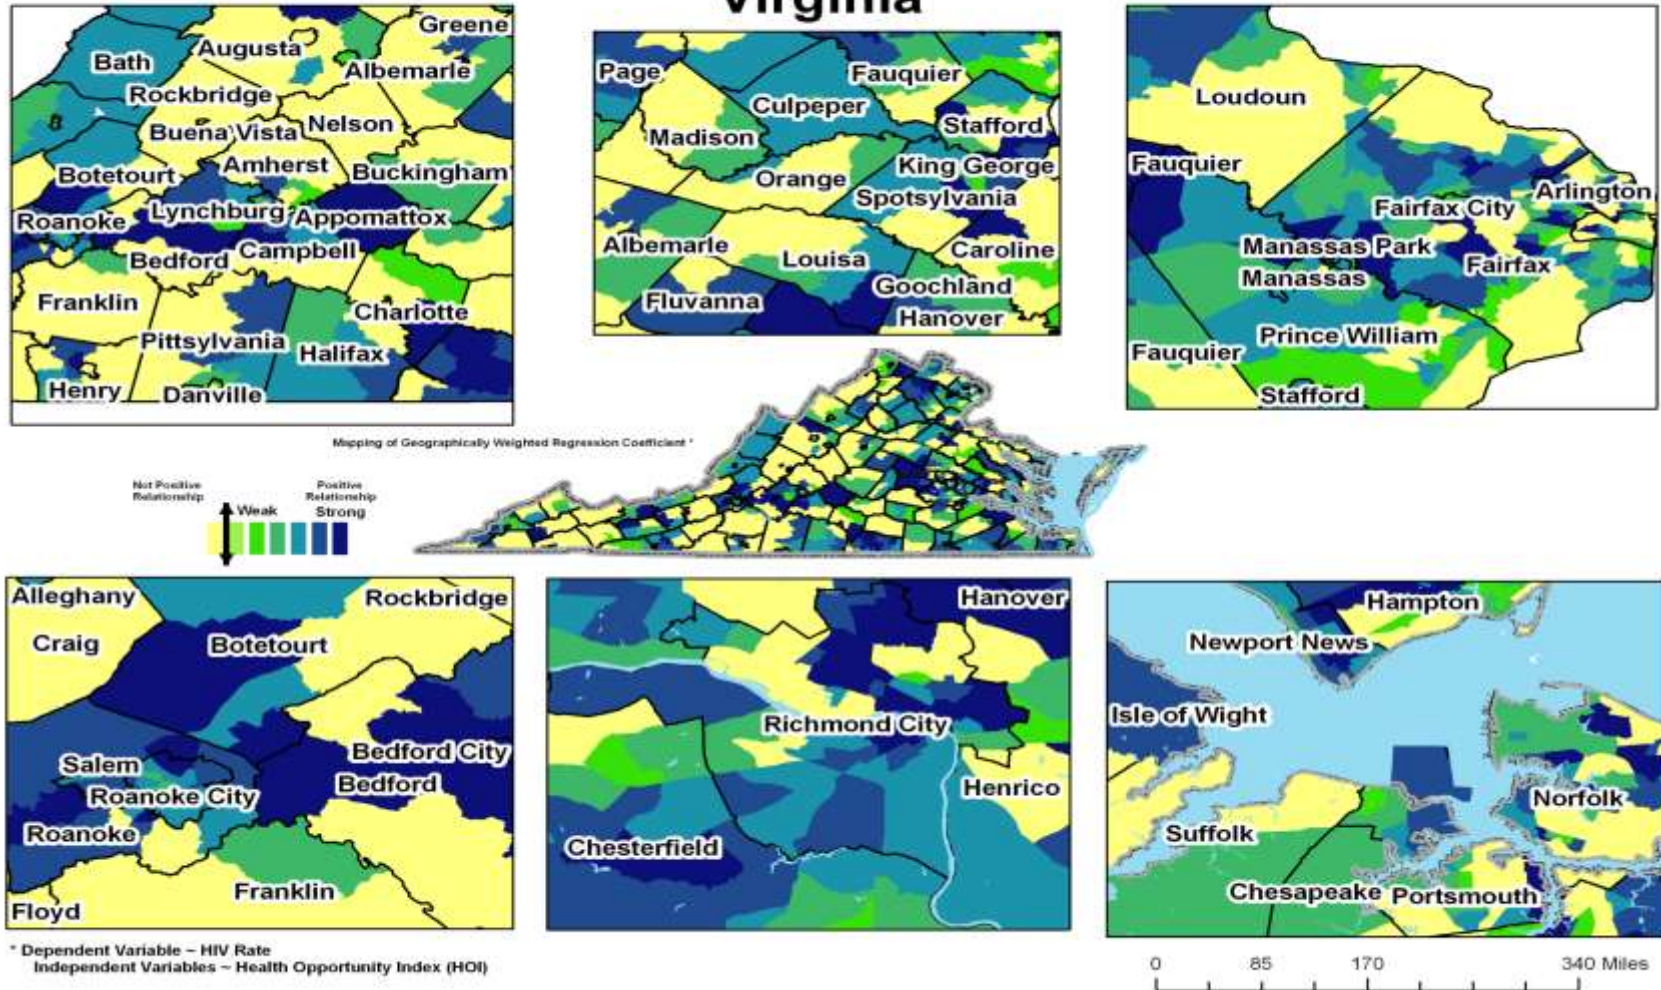 Virginia
Greene
Augusta
Bath
Albemarle
Rockbridge
Nelson
Buena Vista
Amherst
Botetourt
Buckingham
Roanoke
Lynchburg
Appomattox
Bedford
Campbell
Franklin
Charlotte
Pittsylvania
Halifax
Henry
Danville
Page
Fauquier
Culpeper
Stafford
Madison
King George
Orange
Spotsylvania
Albemarle
Louisa
Caroline
Goochland
Fluvanna
Hanover
Loudoun
Fauquier
Arlington
Fairfax City
Manassas Park
Fairfax
Manassas
Prince William
Fauquier
Stafford
Mapping of Geographically Weighted Regression Coefficient *
Not Positive
Relationship
Positive
Relationship
Weak
Strong
Alleghany
Rockbridge
Craig
Botetourt
Bedford City
Salem
Bedford
Roanoke City
Roanoke
Franklin
Floyd
Hanover
Richmond City
Henrico
Chesterfield
Hampton
Newport News
Isle of Wight
Norfolk
Suffolk
Chesapeake
Portsmouth
* Dependent Variable ~ HIV Rate
Independent Variables ~ Health Opportunity Index (HOI)
0 85 170 340 Miles